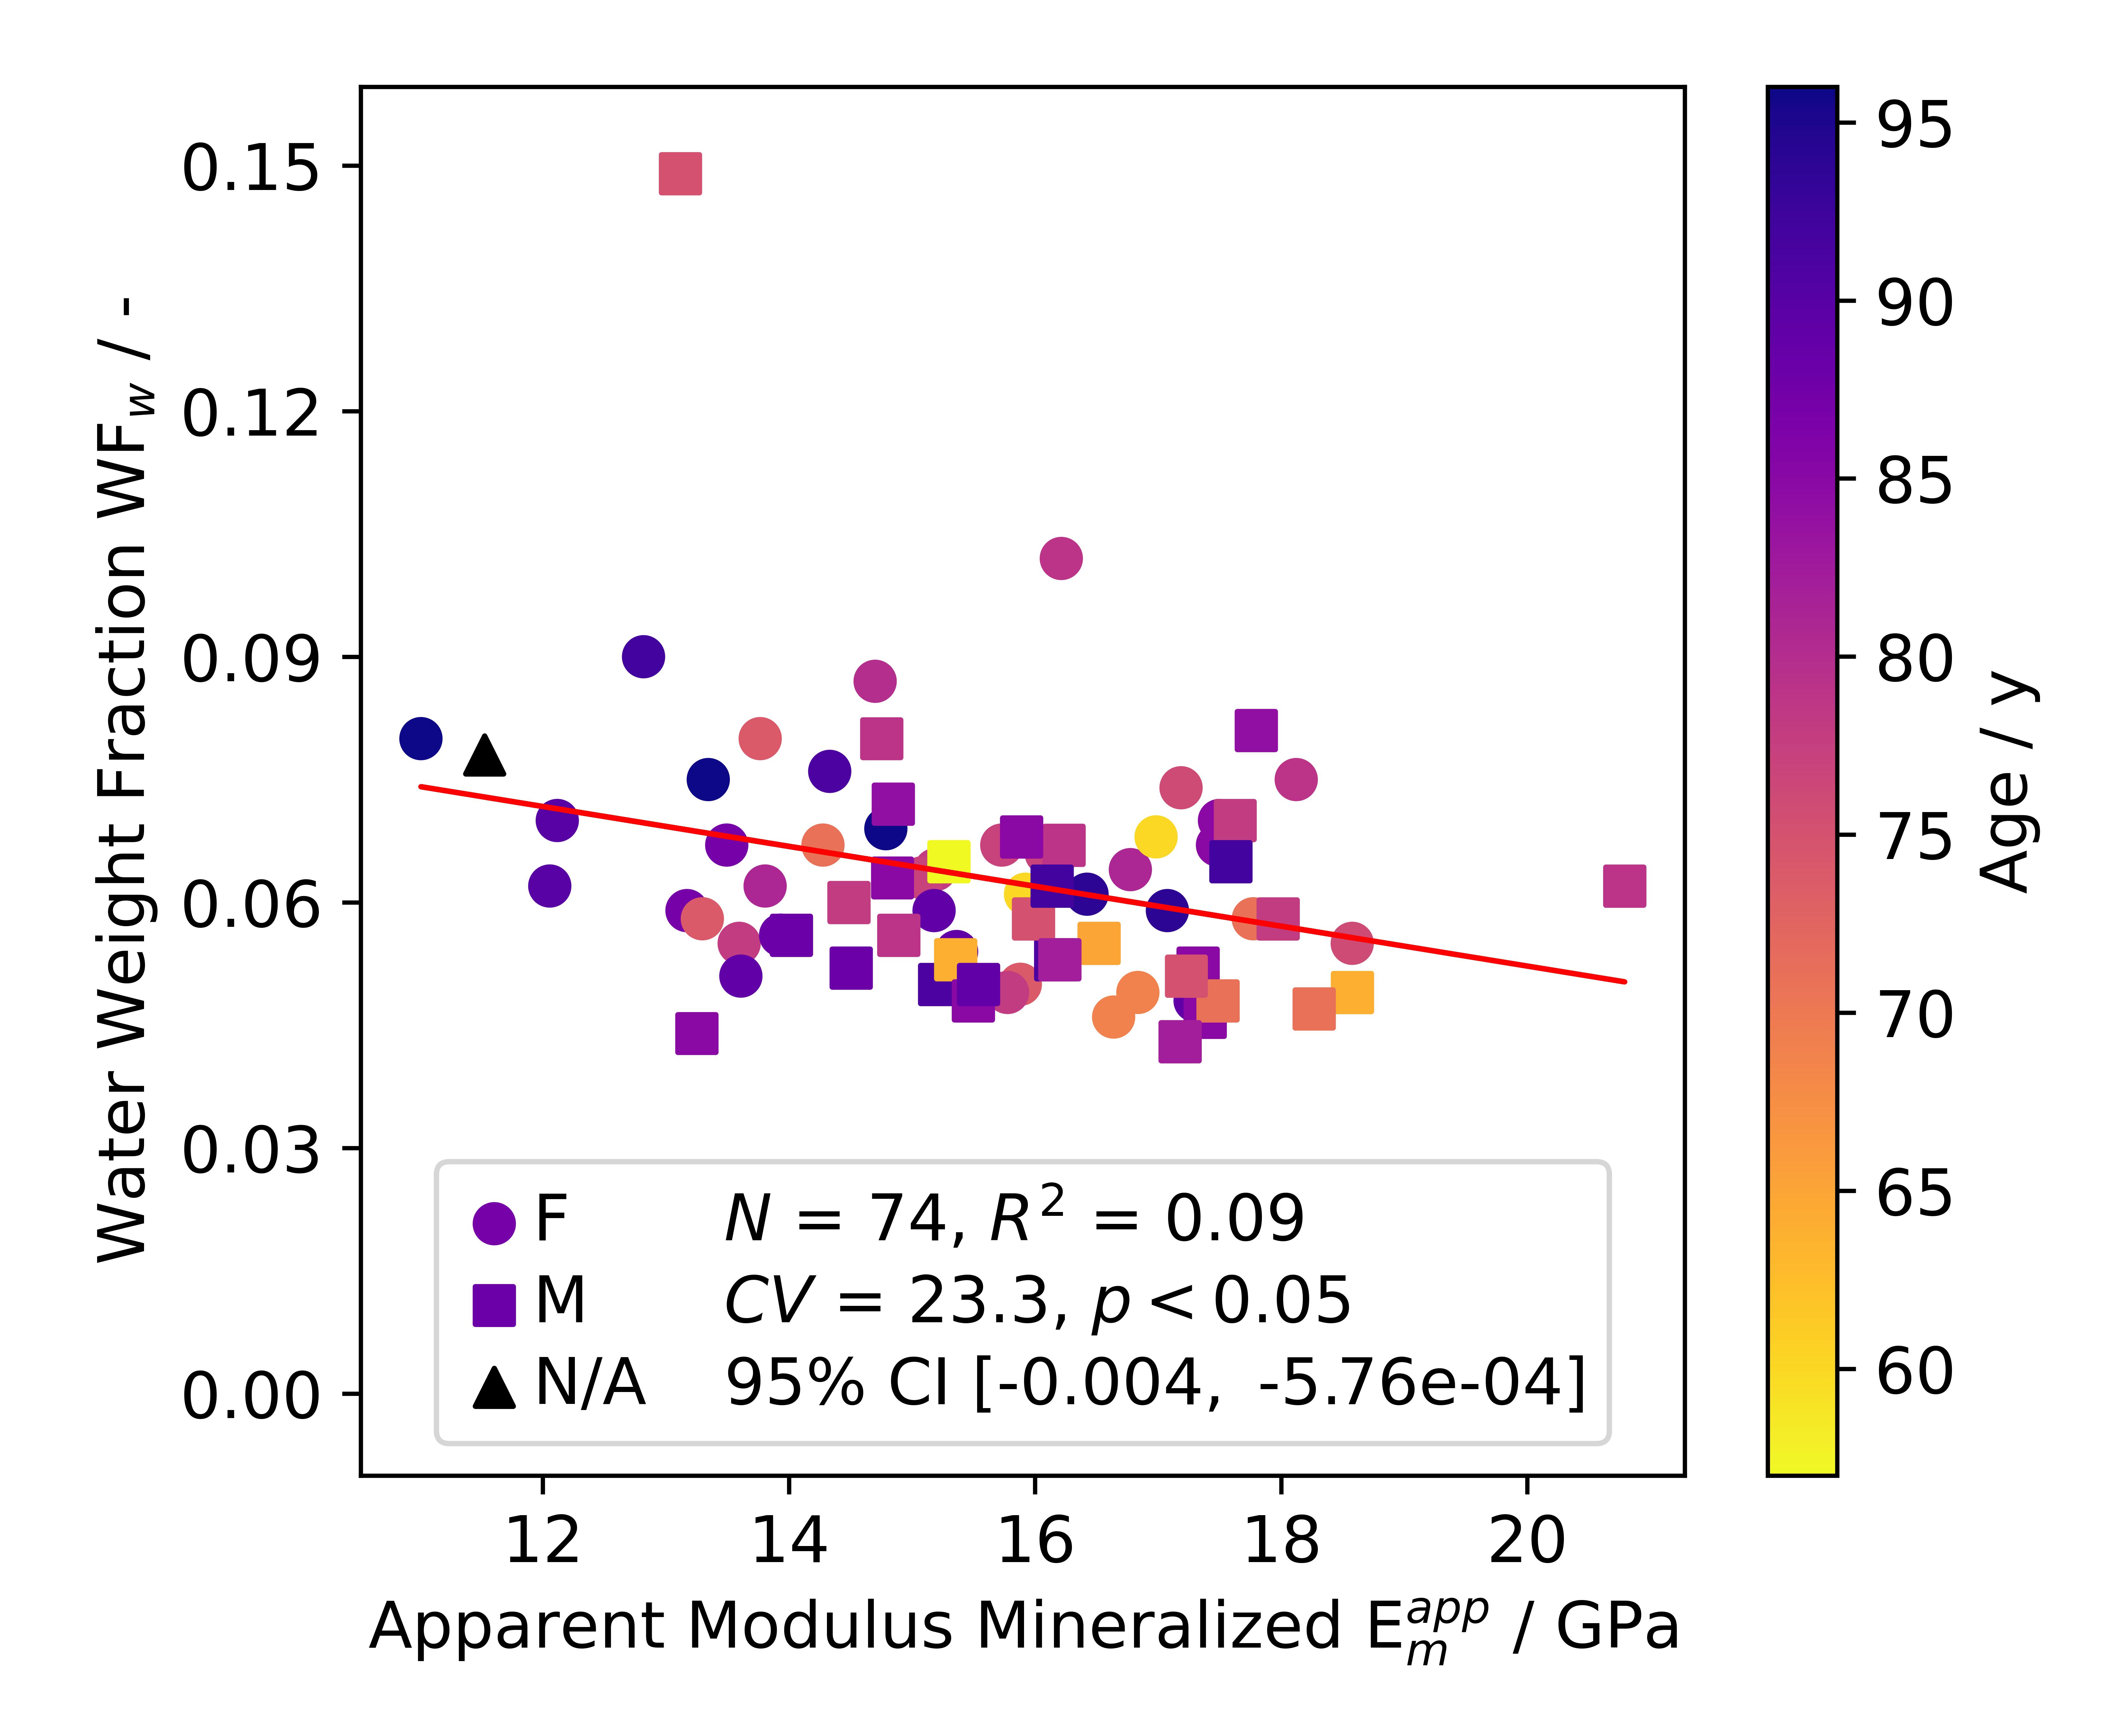 Water Weight Fraction WF_w / -
0.15
0.12
0.09
0.06
0.03
0.00
F N = 74, R² = 0.09
M CV = 23.3, p < 0.05
N/A 95% CI [-0.004, -5.76e-04]
12 14 16 18 20
Apparent Modulus Mineralized E_m^app / GPa
95
90
85
80
75
70
65
60
Age / y